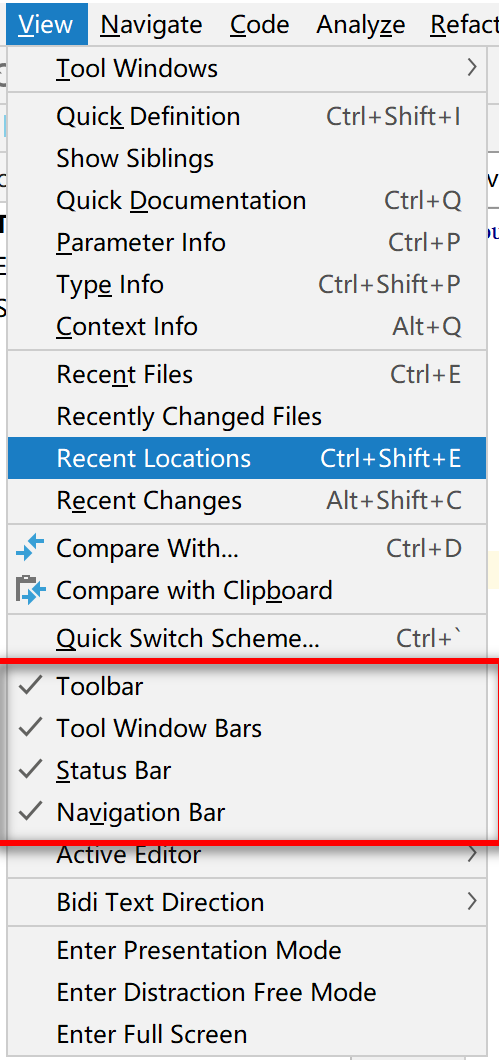 View Navigate Code Analyze Refact
Tool Windows
Quick Definition Ctrl+Shift+I
Show Siblings
Quick Documentation Ctrl+Q
Parameter Info Ctrl+P
Type Info Ctrl+Shift+P
Context Info Alt+Q
Recent Files Ctrl+E
Recently Changed Files
Recent Locations Ctrl+Shift+E
Recent Changes Alt+Shift+C
Compare With... Ctrl+D
Compare with Clipboard
Quick Switch Scheme... Ctrl+`
Toolbar
Tool Window Bars
Status Bar
Navigation Bar
Active Editor
Bidi Text Direction
Enter Presentation Mode
Enter Distraction Free Mode
Enter Full Screen